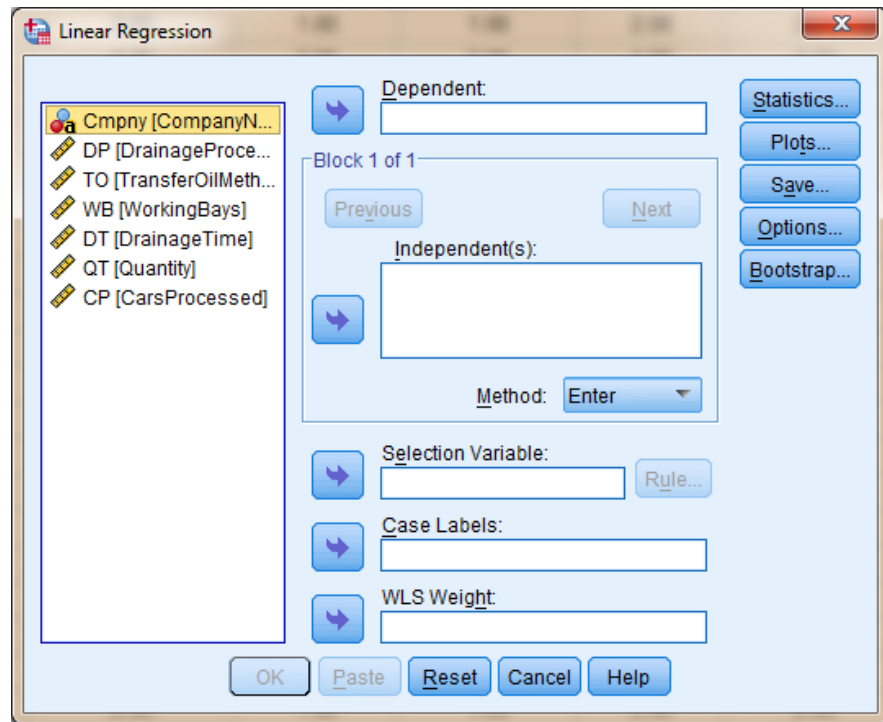 Linear Regression
Cmpny [CompanyN...
DP [DrainageProce...
TO [TransferOilMeth...
WB [WorkingBays]
DT [DrainageTime]
QT [Quantity]
CP [CarsProcessed]
Dependent:
Block 1 of 1
Previous
Next
Independent(s):
Method:
Enter
Selection Variable:
Rule...
Case Labels:
WLS Weight:
Statistics...
Plots...
Save...
Options...
Bootstrap...
OK
Paste
Reset
Cancel
Help